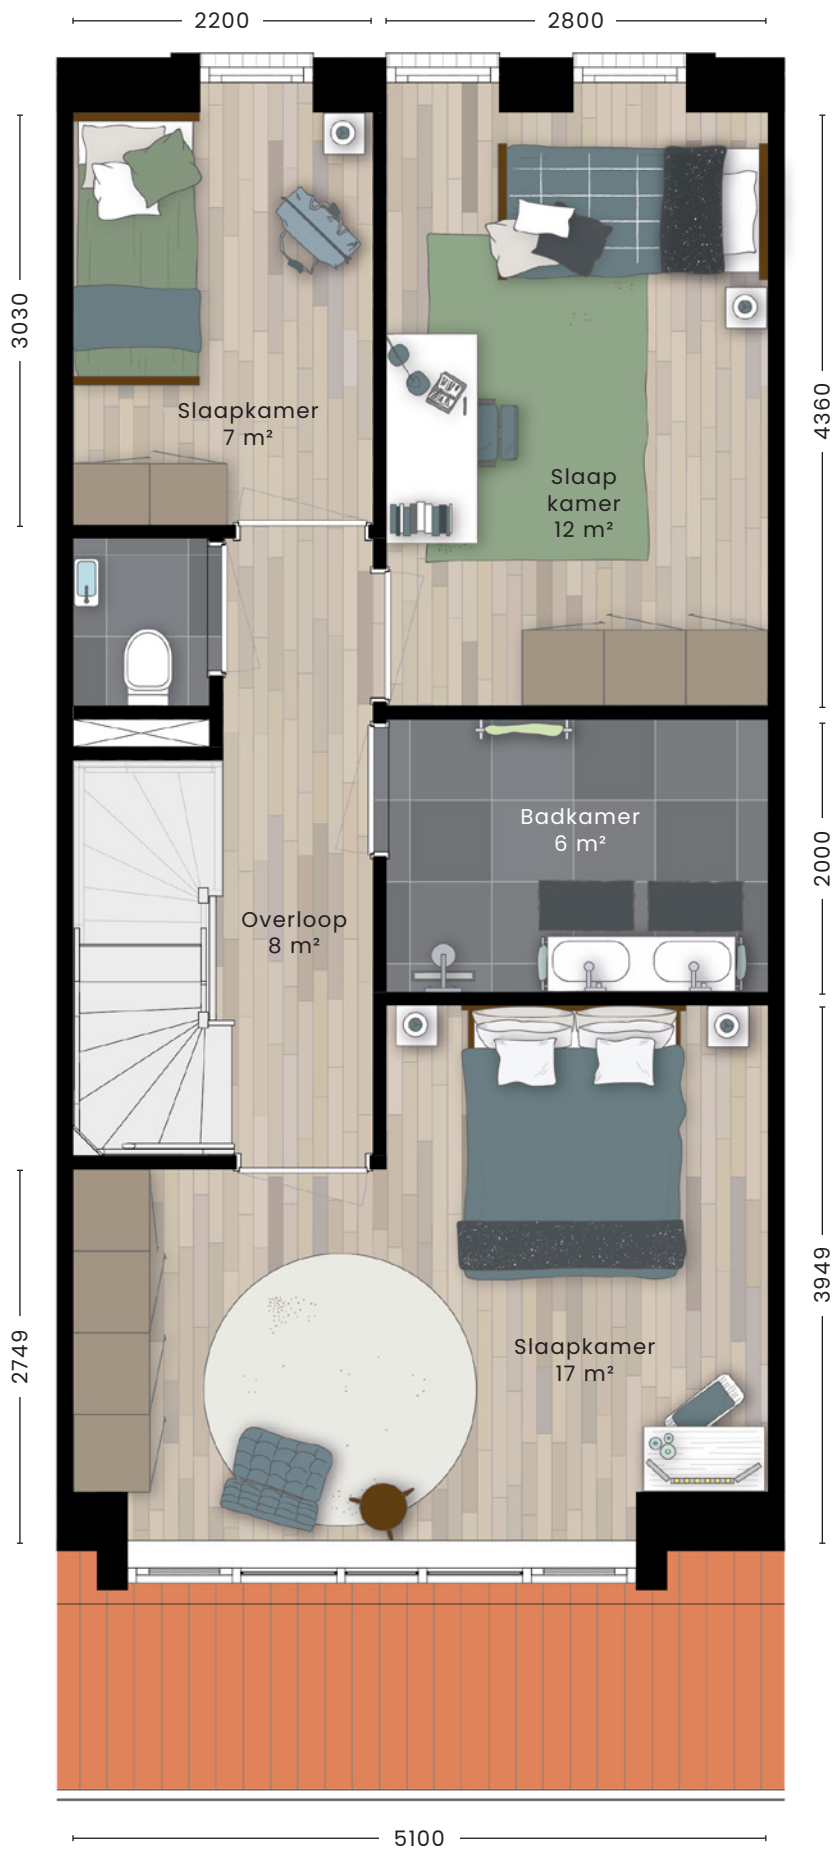 2200
2800
3030
4360
Slaapkamer
7 m²
Slaap
kamer
12 m²
Badkamer
6 m²
2000
Overloop
8 m²
3949
2749
Slaapkamer
17 m²
5100